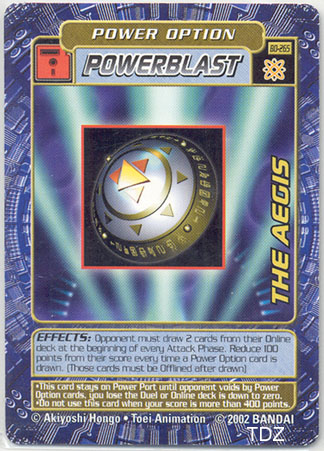 POWER OPTION
BO-265
POWERBLAST
R
THE AEGIS
EFFECTS: Opponent must draw 2 cards from their Online
deck at the beginning of every Attack Phase. Reduce 100
points from their score every time a Power Option card is
drawn. (Those cards must be Offlined after drawn)
•This card stays on Power Port until opponent voids by Power
Option cards, you lose the Duel or Online deck is down to zero.
•Do not use this card when your score is more than 400 points.
© Akiyoshi Hongo • Toei Animation © 2002 BANDAI
TDZ